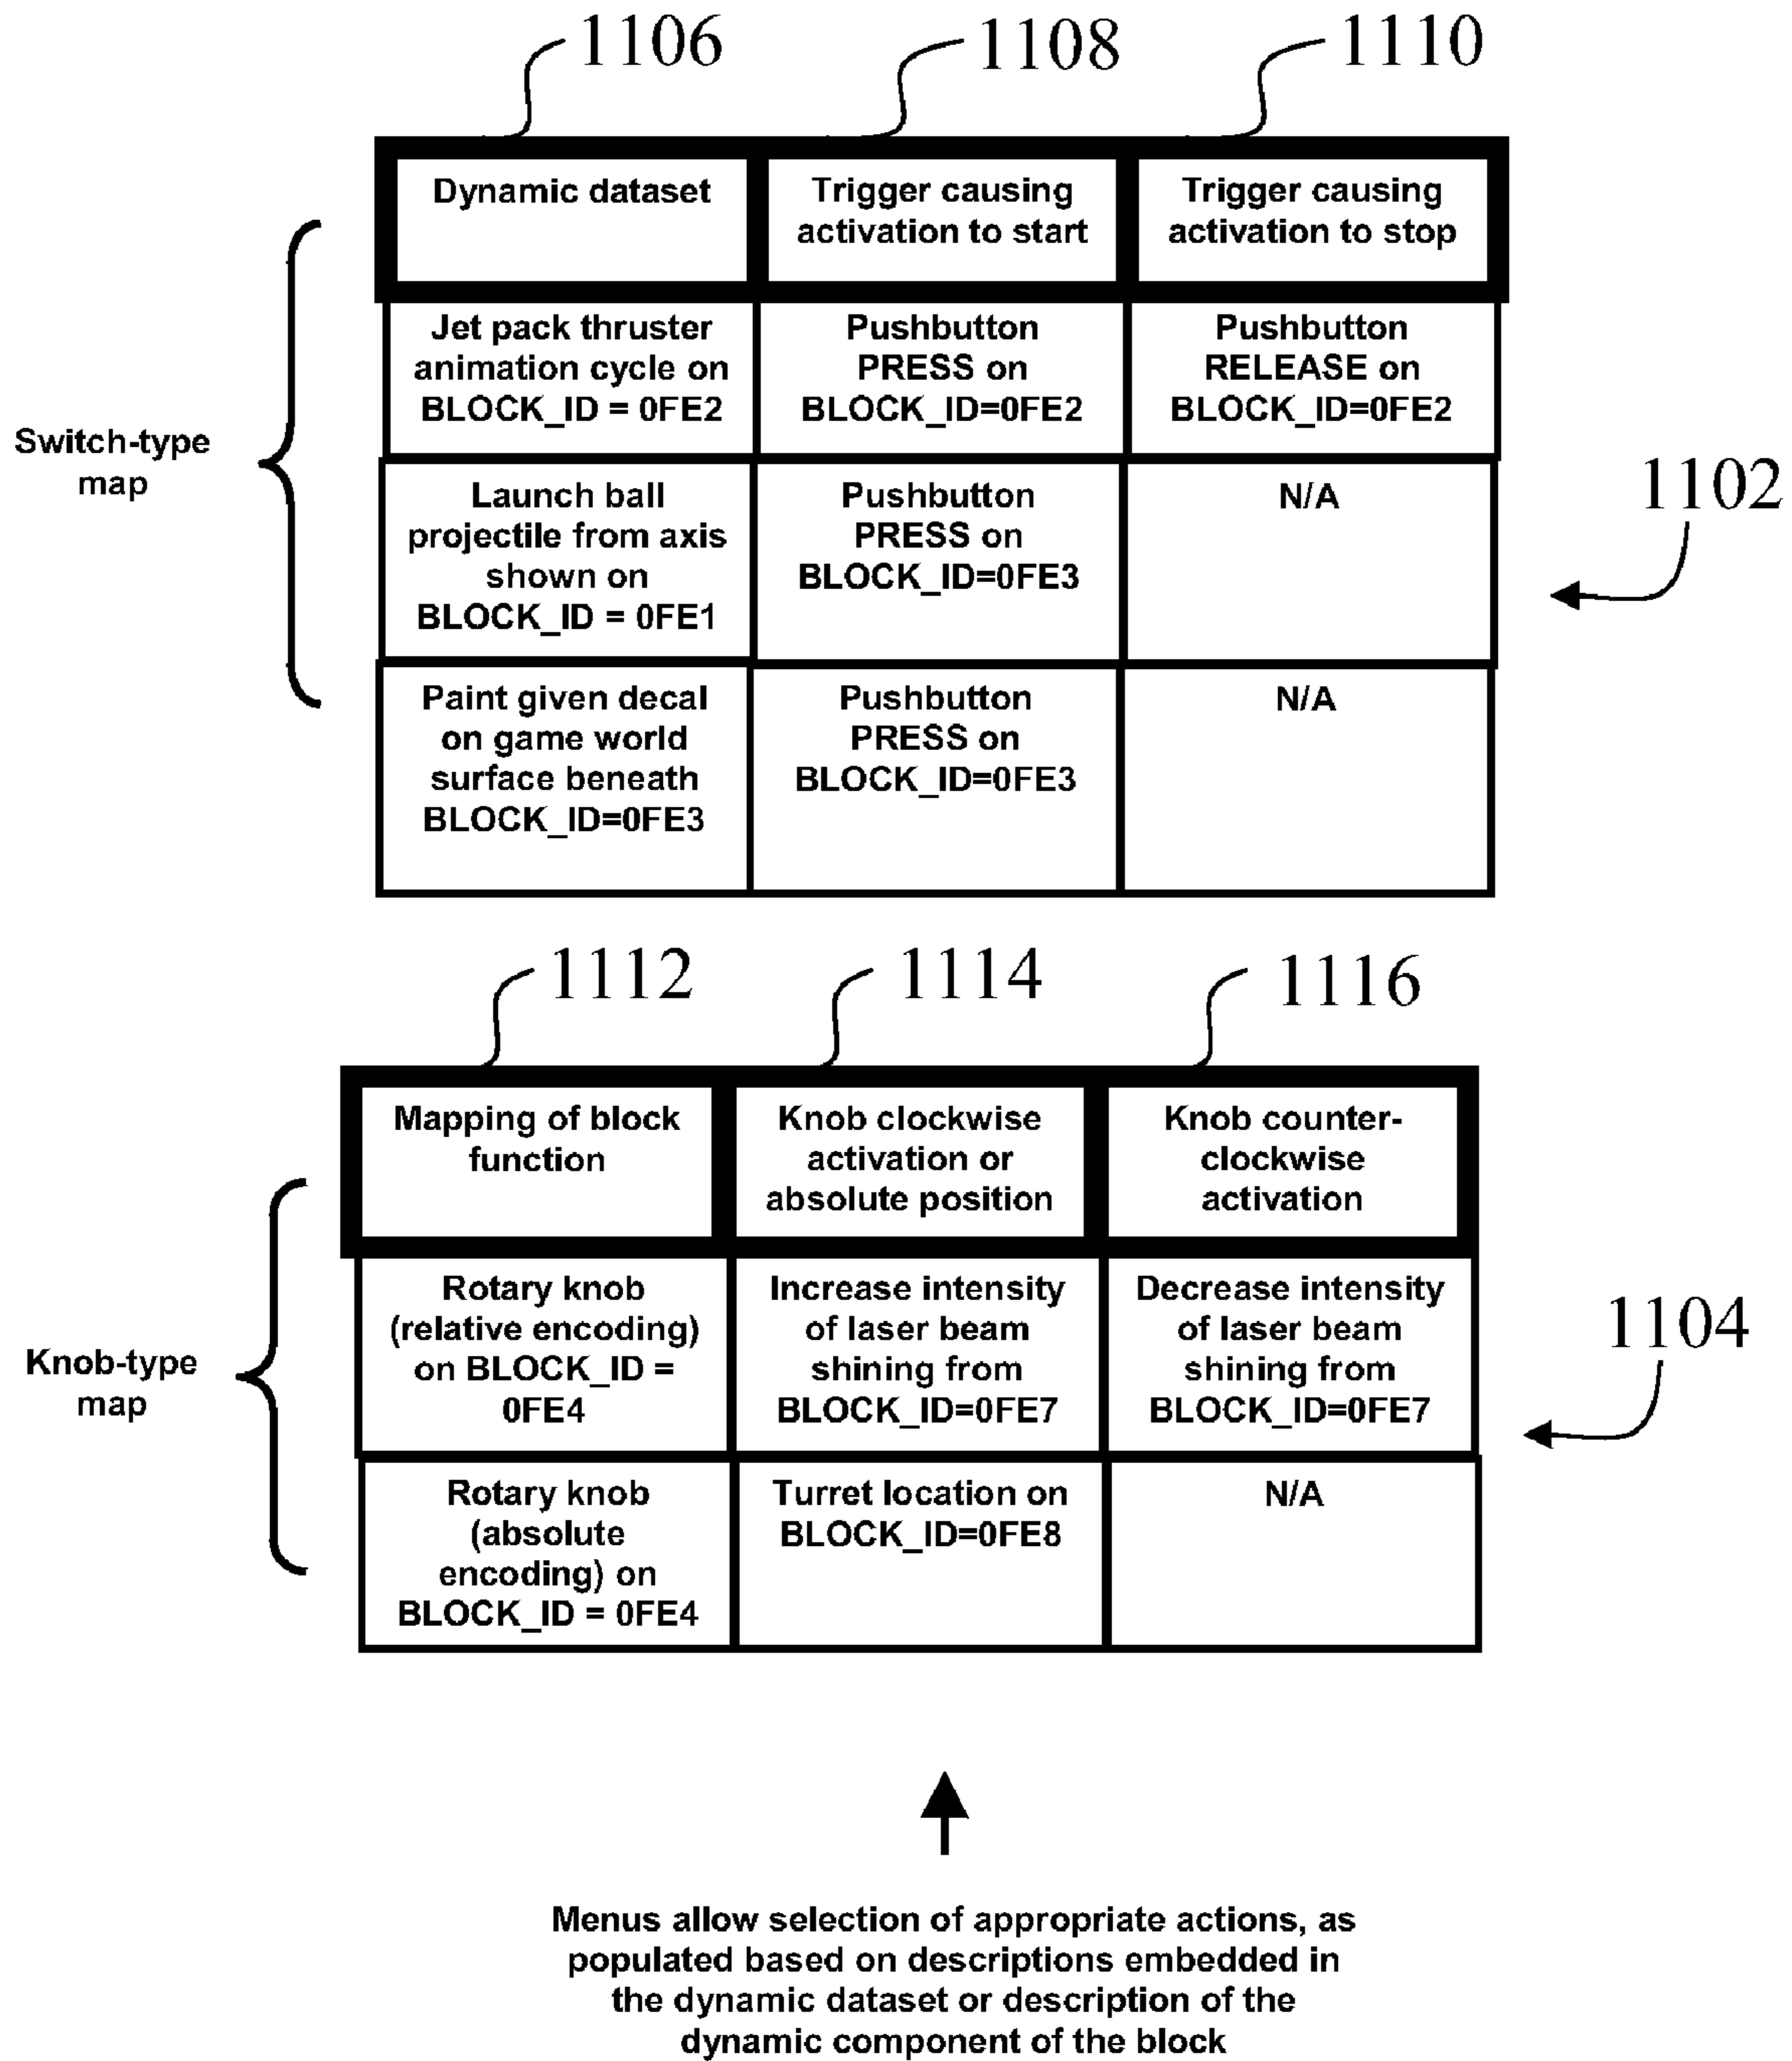 1106
1108
1110
Dynamic dataset
Trigger causing
activation to start
Trigger causing
activation to stop
Switch-type
map
Jet pack thruster
animation cycle on
BLOCK_ID = 0FE2
Pushbutton
PRESS on
BLOCK_ID=0FE2
Pushbutton
RELEASE on
BLOCK_ID=0FE2
Launch ball
projectile from axis
shown on
BLOCK_ID = 0FE1
Pushbutton
PRESS on
BLOCK_ID=0FE3
N/A
1102
Paint given decal
on game world
surface beneath
BLOCK_ID=0FE3
Pushbutton
PRESS on
BLOCK_ID=0FE3
N/A
1112
1114
1116
Mapping of block
function
Knob clockwise
activation or
absolute position
Knob counter-
clockwise
activation
Knob-type
map
Rotary knob
(relative encoding)
on BLOCK_ID =
0FE4
Increase intensity
of laser beam
shining from
BLOCK_ID=0FE7
Decrease intensity
of laser beam
shining from
BLOCK_ID=0FE7
1104
Rotary knob
(absolute
encoding) on
BLOCK_ID = 0FE4
Turret location on
BLOCK_ID=0FE8
N/A
Menus allow selection of appropriate actions, as
populated based on descriptions embedded in
the dynamic dataset or description of the
dynamic component of the block